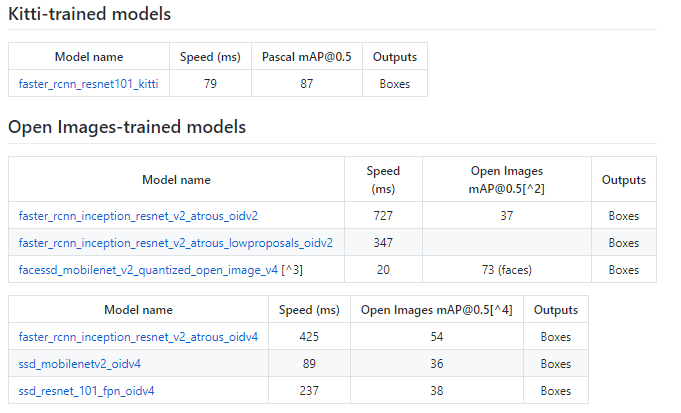 Kitti-trained models
Model name Speed (ms) Pascal mAP@0.5 Outputs
faster_rcnn_resnet101_kitti 79 87 Boxes
Open Images-trained models
Model name Speed (ms) Open Images mAP@0.5[^2] Outputs
faster_rcnn_inception_resnet_v2_atrous_oidv2 727 37 Boxes
faster_rcnn_inception_resnet_v2_atrous_lowproposals_oidv2 347 Boxes
facessd_mobilenet_v2_quantized_open_image_v4 [^3] 20 73 (faces) Boxes
Model name Speed (ms) Open Images mAP@0.5[^4] Outputs
faster_rcnn_inception_resnet_v2_atrous_oidv4 425 54 Boxes
ssd_mobilenetv2_oidv4 89 36 Boxes
ssd_resnet_101_fpn_oidv4 237 38 Boxes